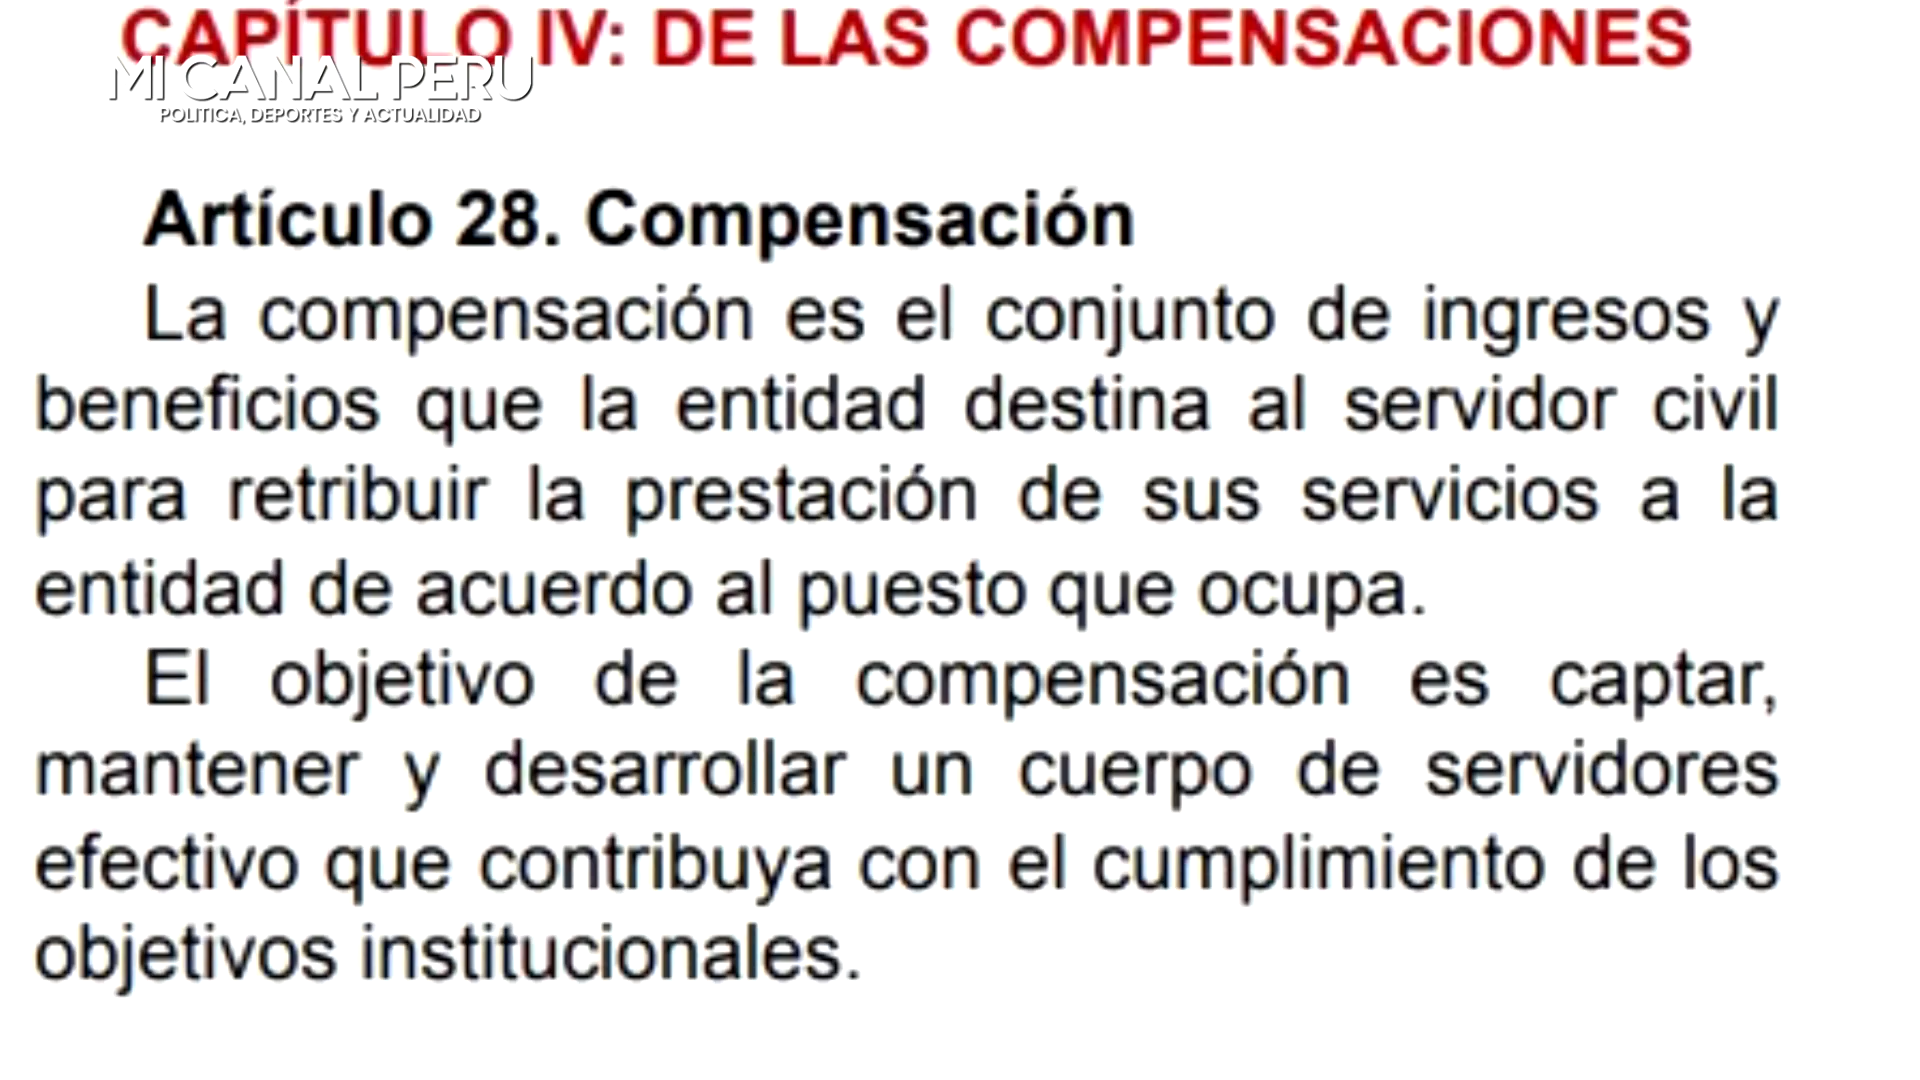 CAPÍTULO IV: DE LAS COMPENSACIONES
MI CANAL PERU
POLITICA, DEPORTES Y ACTUALIDAD
Artículo 28. Compensación
La compensación es el conjunto de ingresos y
beneficios que la entidad destina al servidor civil
para retribuir la prestación de sus servicios a la
entidad de acuerdo al puesto que ocupa.
El objetivo de la compensación es captar,
mantener y desarrollar un cuerpo de servidores
efectivo que contribuya con el cumplimiento de los
objetivos institucionales.